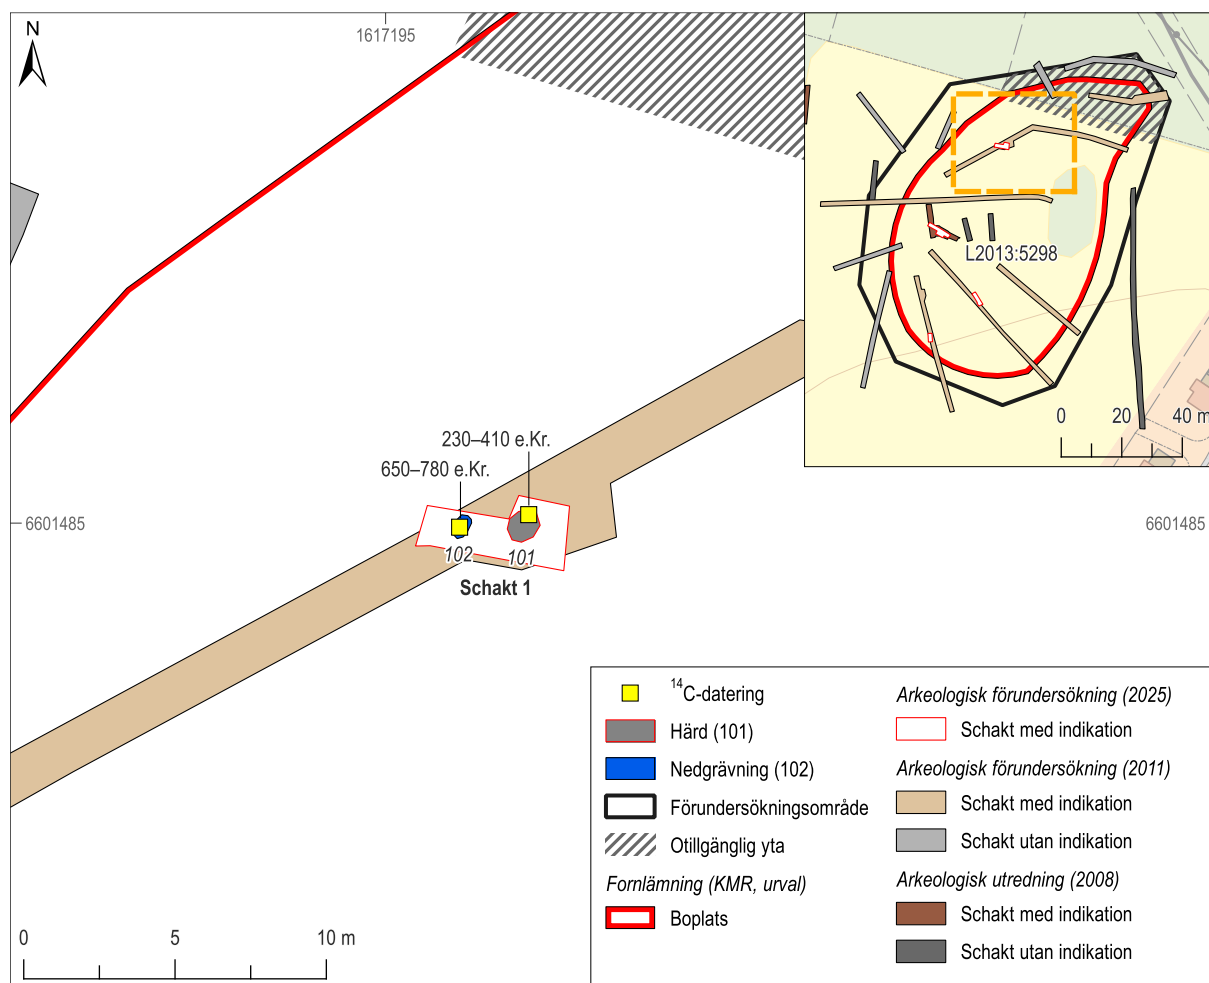 N
1617195
L2013:5298
0 20 40 m
230–410 e.Kr.
650–780 e.Kr.
6601485
6601485
102
101
Schakt 1
14C-datering
Härd (101)
Nedgrävning (102)
Förundersökningsområde
Otillgänglig yta
Fornlämning (KMR, urval)
Boplats
Arkeologisk förundersökning (2025)
Schakt med indikation
Arkeologisk förundersökning (2011)
Schakt med indikation
Schakt utan indikation
Arkeologisk utredning (2008)
Schakt med indikation
Schakt utan indikation
0 5 10 m